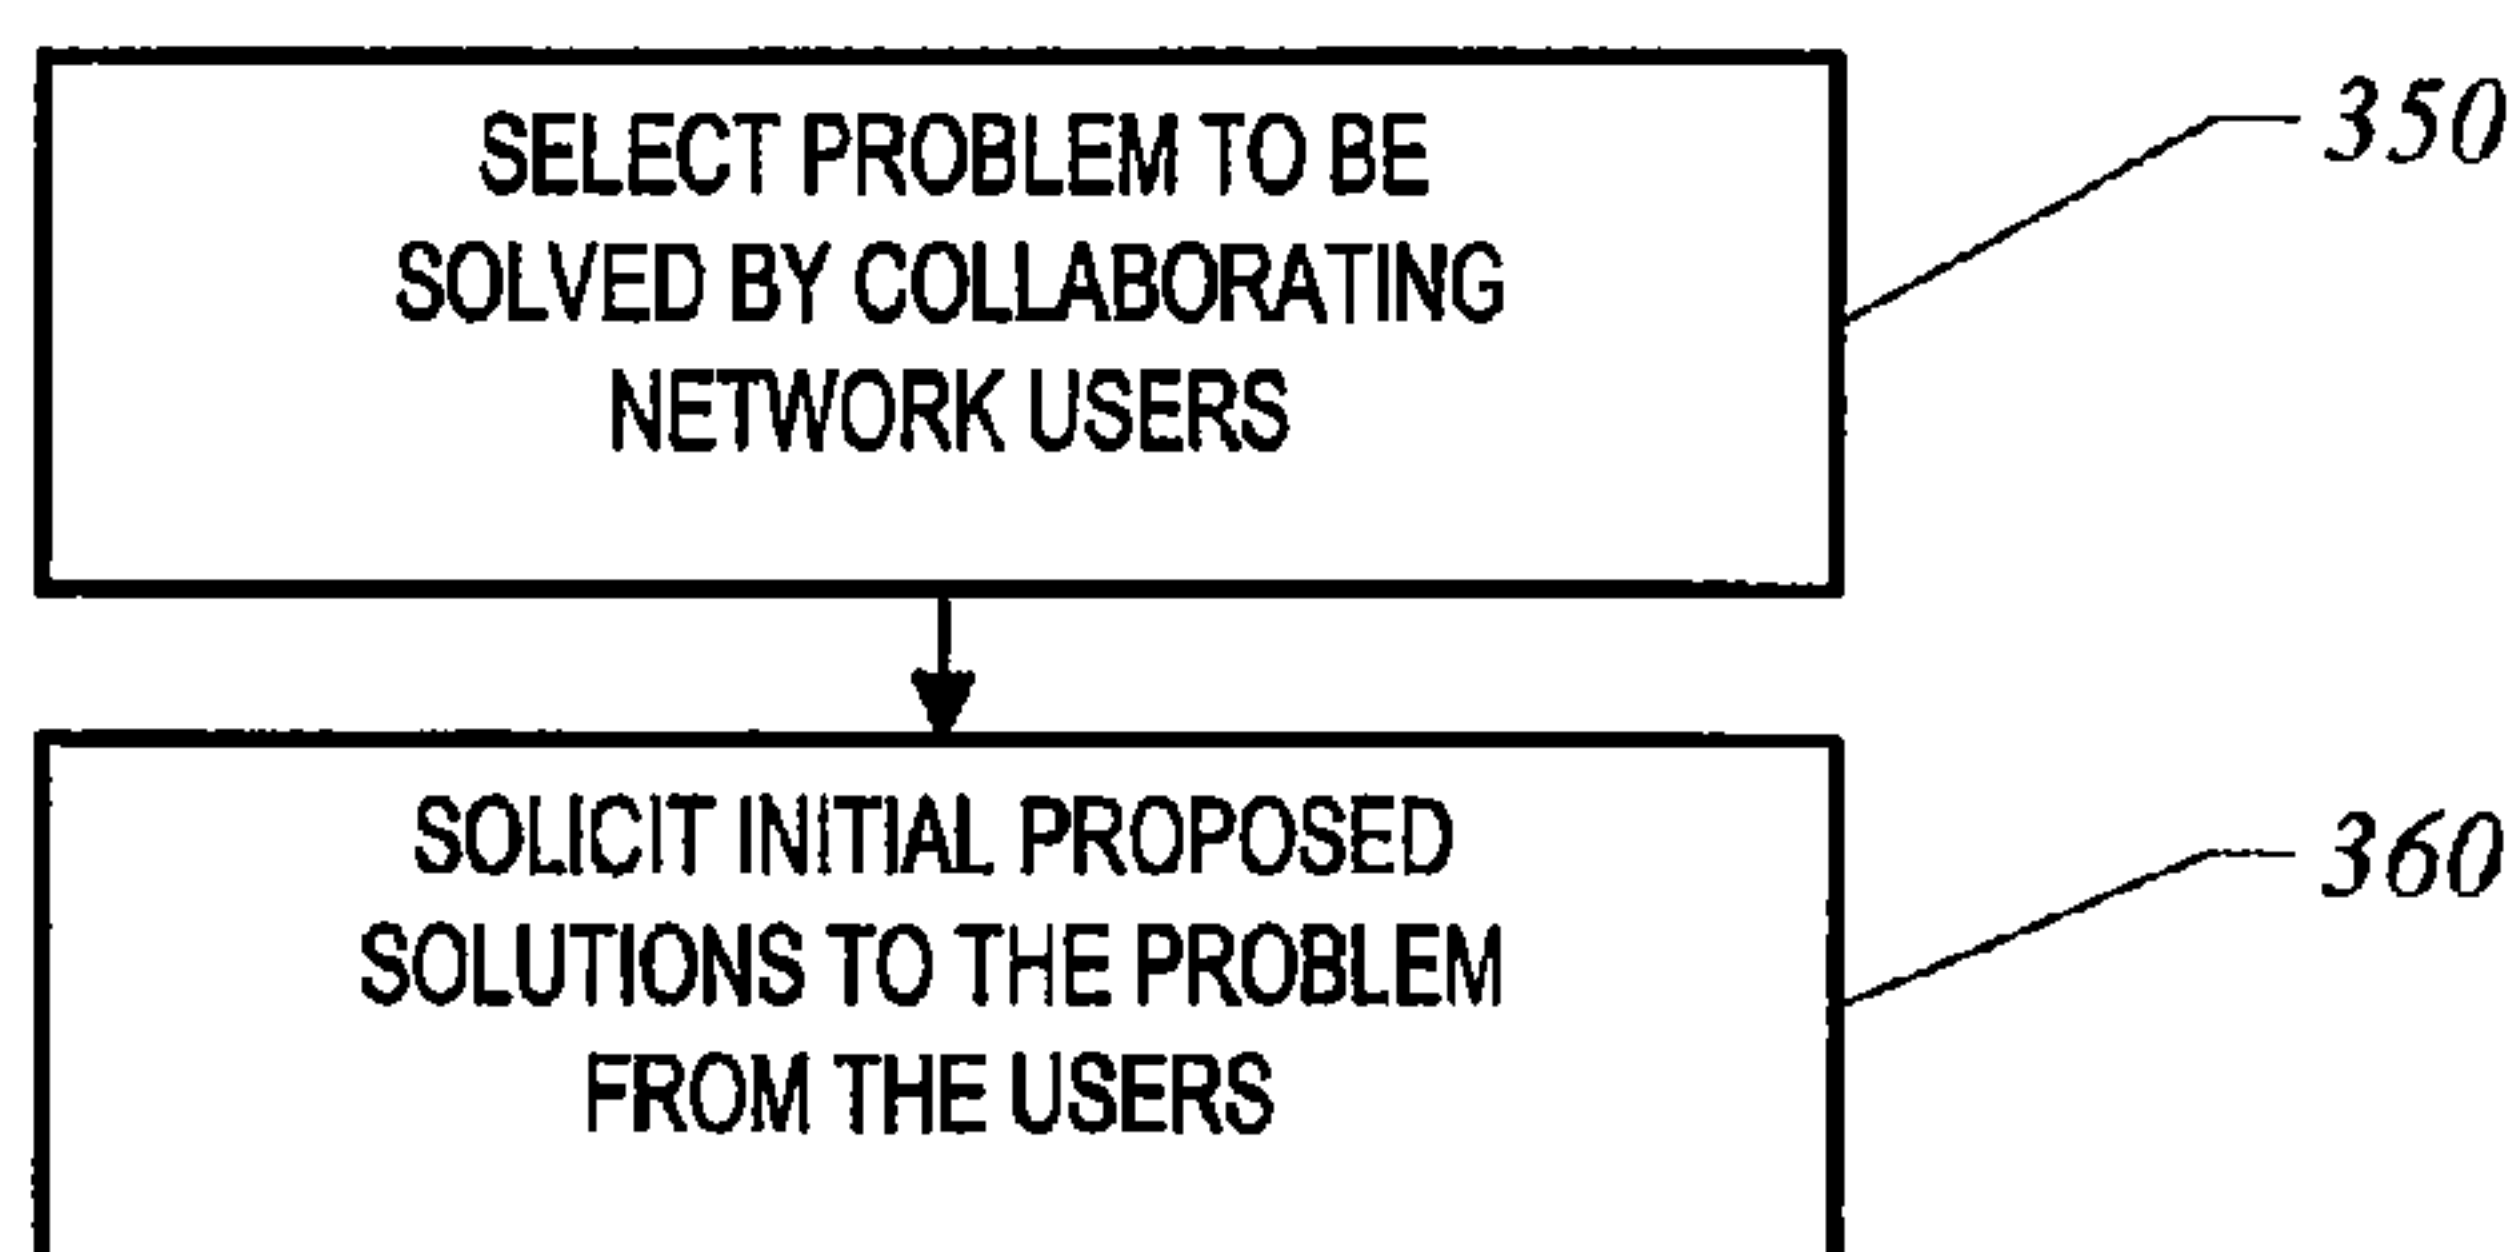 SELECT PROBLEM TO BE
SOLVED BY COLLABORATING
NETWORK USERS
350
SOLICIT INITIAL PROPOSED
SOLUTIONS TO THE PROBLEM
FROM THE USERS
360